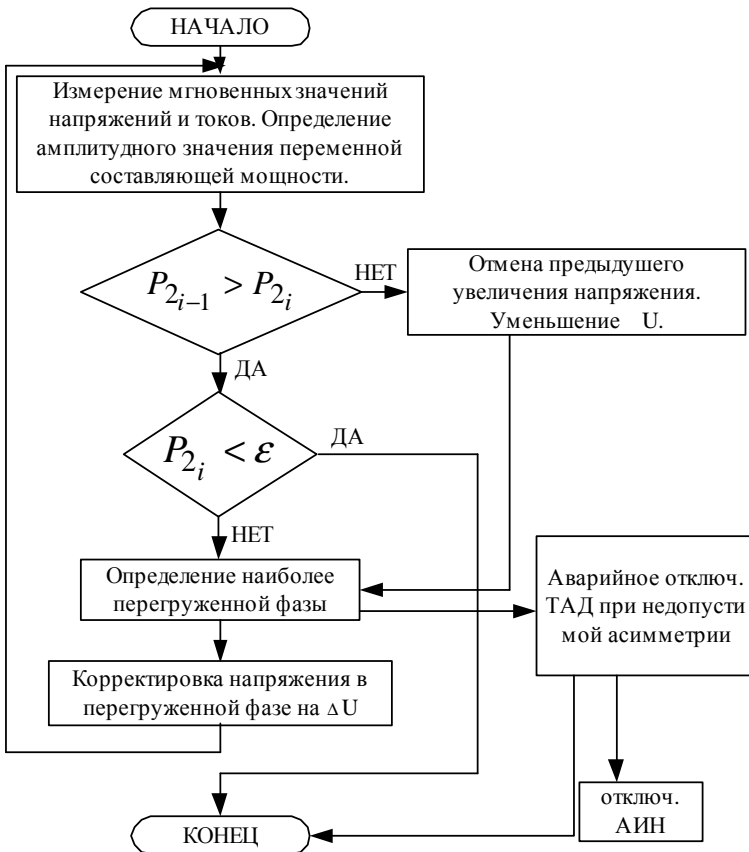 НАЧАЛО
Измерение мгновенных значений
напряжений и токов. Определение
амплитудного значения переменной
составляющей мощности.
P₂ᵢ₋₁ > P₂ᵢ
НЕТ
Отмена предыдушего
увеличения напряжения.
Уменьшение U.
ДА
P₂ᵢ < ε
ДА
НЕТ
Определение наиболее
перегруженной фазы
Аварийное отключ.
ТАД при недопусти
мой асимметрии
Корректировка напряжения в
перегруженной фазе на ΔU
отключ.
АИН
КОНЕЦ